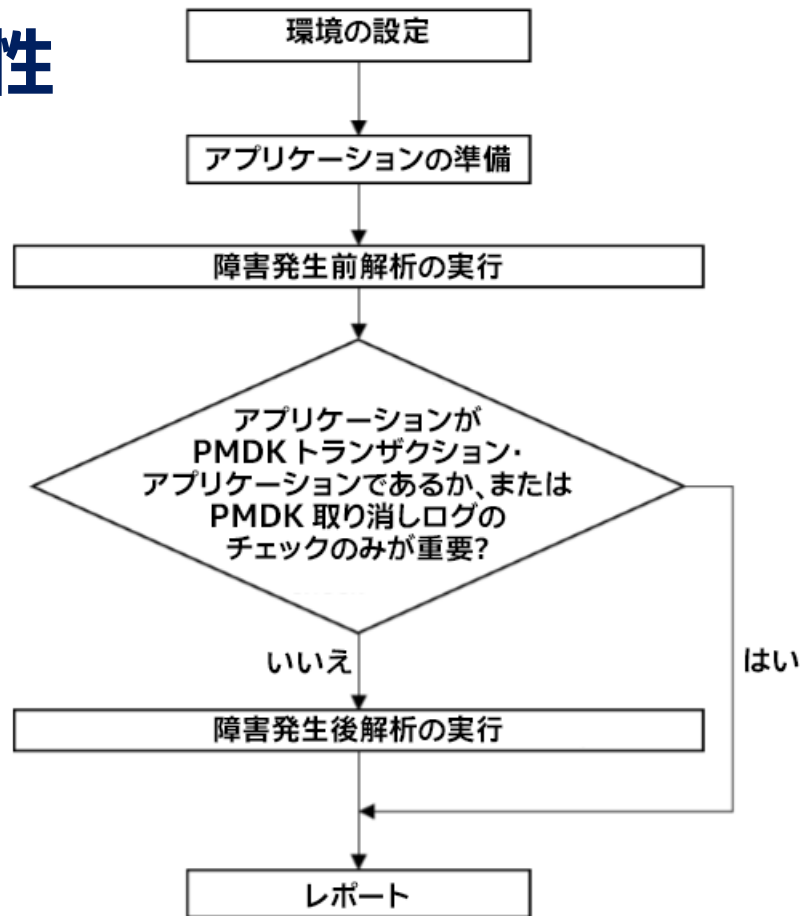 性
環境の設定
アプリケーションの準備
障害発生前解析の実行
アプリケーションが
PMDK トランザクション・
アプリケーションであるか、または
PMDK 取り消しログの
チェックのみが重要?
いいえ
はい
障害発生後解析の実行
レポート